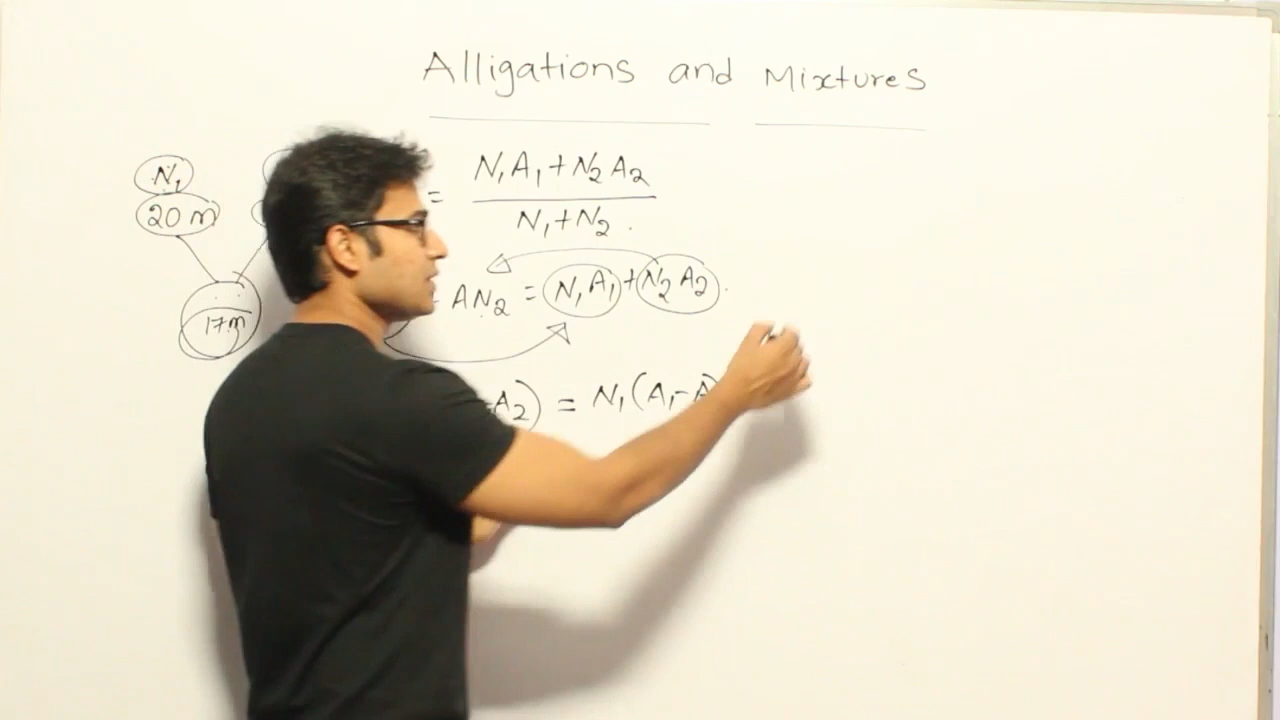 Alligations and Mixtures
N₁
20 m
17m
= N₁A₁+N₂A₂
N₁+N₂.
AN₂ = N₁A₁+N₂A₂.
A₂) = N₁(A₁-A)